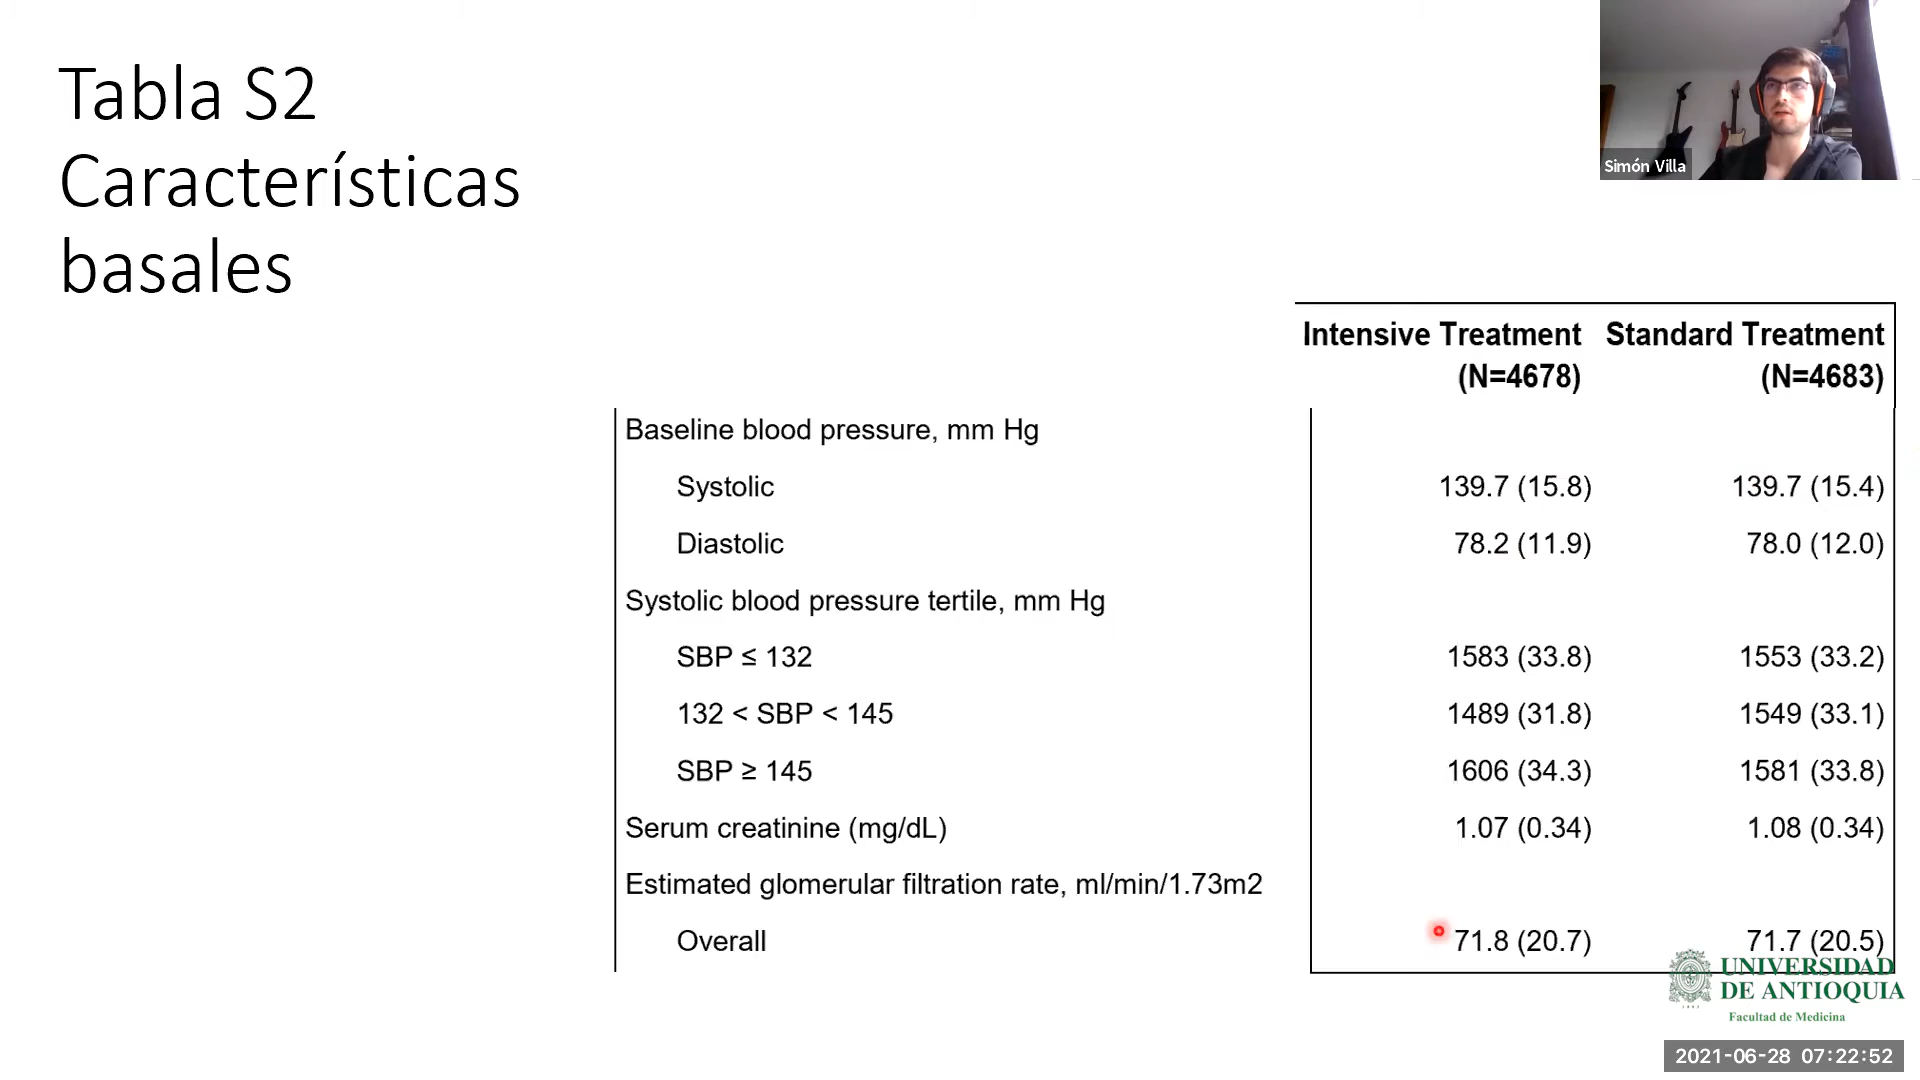 Tabla S2
Características
basales
Simón Villa
Intensive Treatment Standard Treatment
(N=4678) (N=4683)
Baseline blood pressure, mm Hg
Systolic 139.7 (15.8) 139.7 (15.4)
Diastolic 78.2 (11.9) 78.0 (12.0)
Systolic blood pressure tertile, mm Hg
SBP ≤ 132 1583 (33.8) 1553 (33.2)
132 < SBP < 145 1489 (31.8) 1549 (33.1)
SBP ≥ 145 1606 (34.3) 1581 (33.8)
Serum creatinine (mg/dL) 1.07 (0.34) 1.08 (0.34)
Estimated glomerular filtration rate, ml/min/1.73m2
Overall 71.8 (20.7) 71.7 (20.5)
UNIVERSIDAD
DE ANTIOQUIA
Facultad de Medicina
2021-06-28 07:22:52